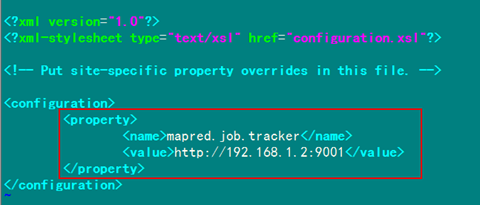 <?xml version="1.0"?>
<?xml-stylesheet type="text/xsl" href="configuration.xsl"?>
<!-- Put site-specific property overrides in this file. -->
<configuration>
<property>
<name>mapred.job.tracker</name>
<value>http://192.168.1.2:9001</value>
</property>
</configuration>
~